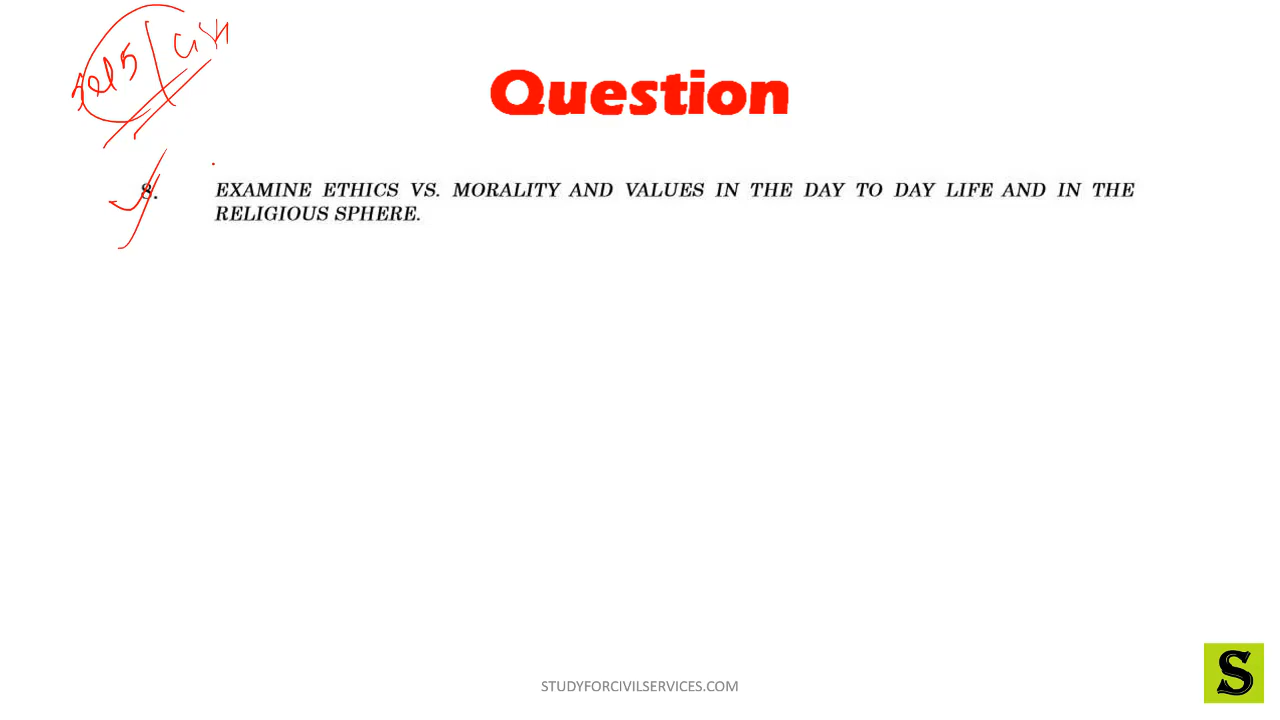 Question
8. EXAMINE ETHICS VS. MORALITY AND VALUES IN THE DAY TO DAY LIFE AND IN THE
RELIGIOUS SPHERE.
STUDYFORCIVILSERVICES.COM
S